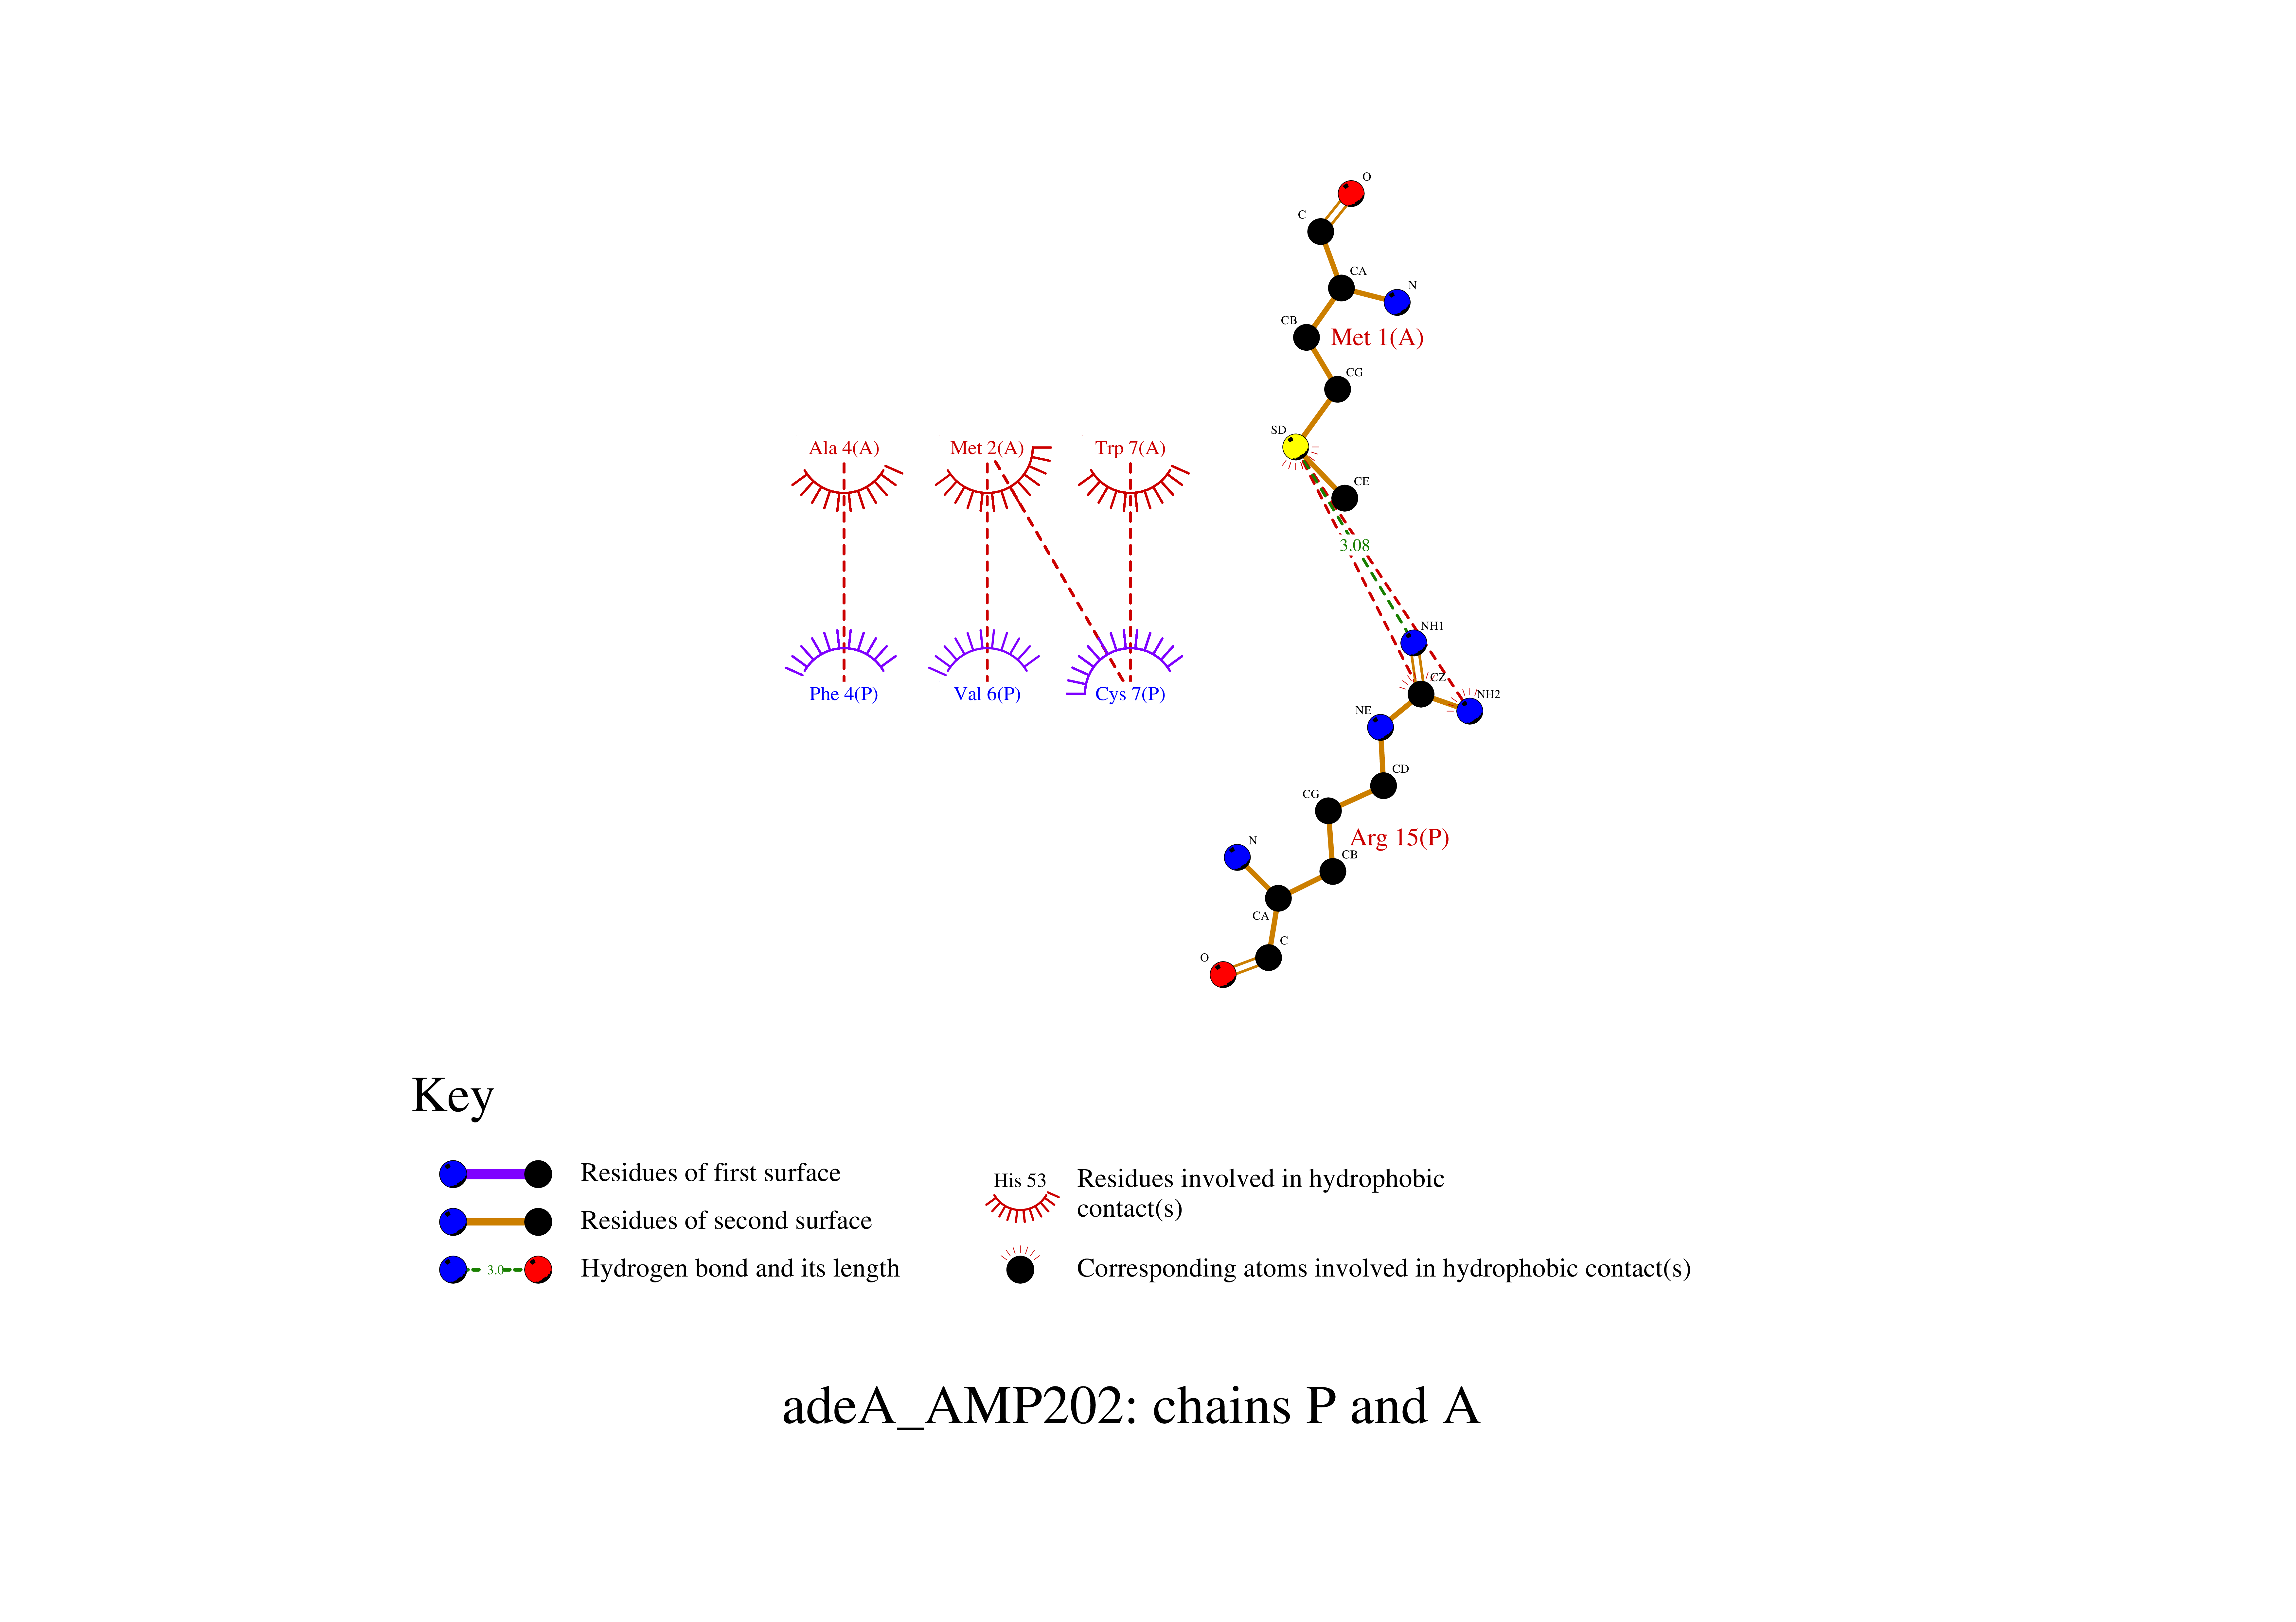 O
C
CA
N
CB
Met 1(A)
CG
SD
Ala 4(A) Met 2(A) Trp 7(A)
CE
3.08
NH1
CZ
NH2
Phe 4(P) Val 6(P) Cys 7(P)
NE
CD
CG
Arg 15(P)
N
CB
CA
C
O
Key
Residues of first surface
Residues of second surface
3.0
Hydrogen bond and its length
His 53
Residues involved in hydrophobic
contact(s)
Corresponding atoms involved in hydrophobic contact(s)
adeA_AMP202: chains P and A